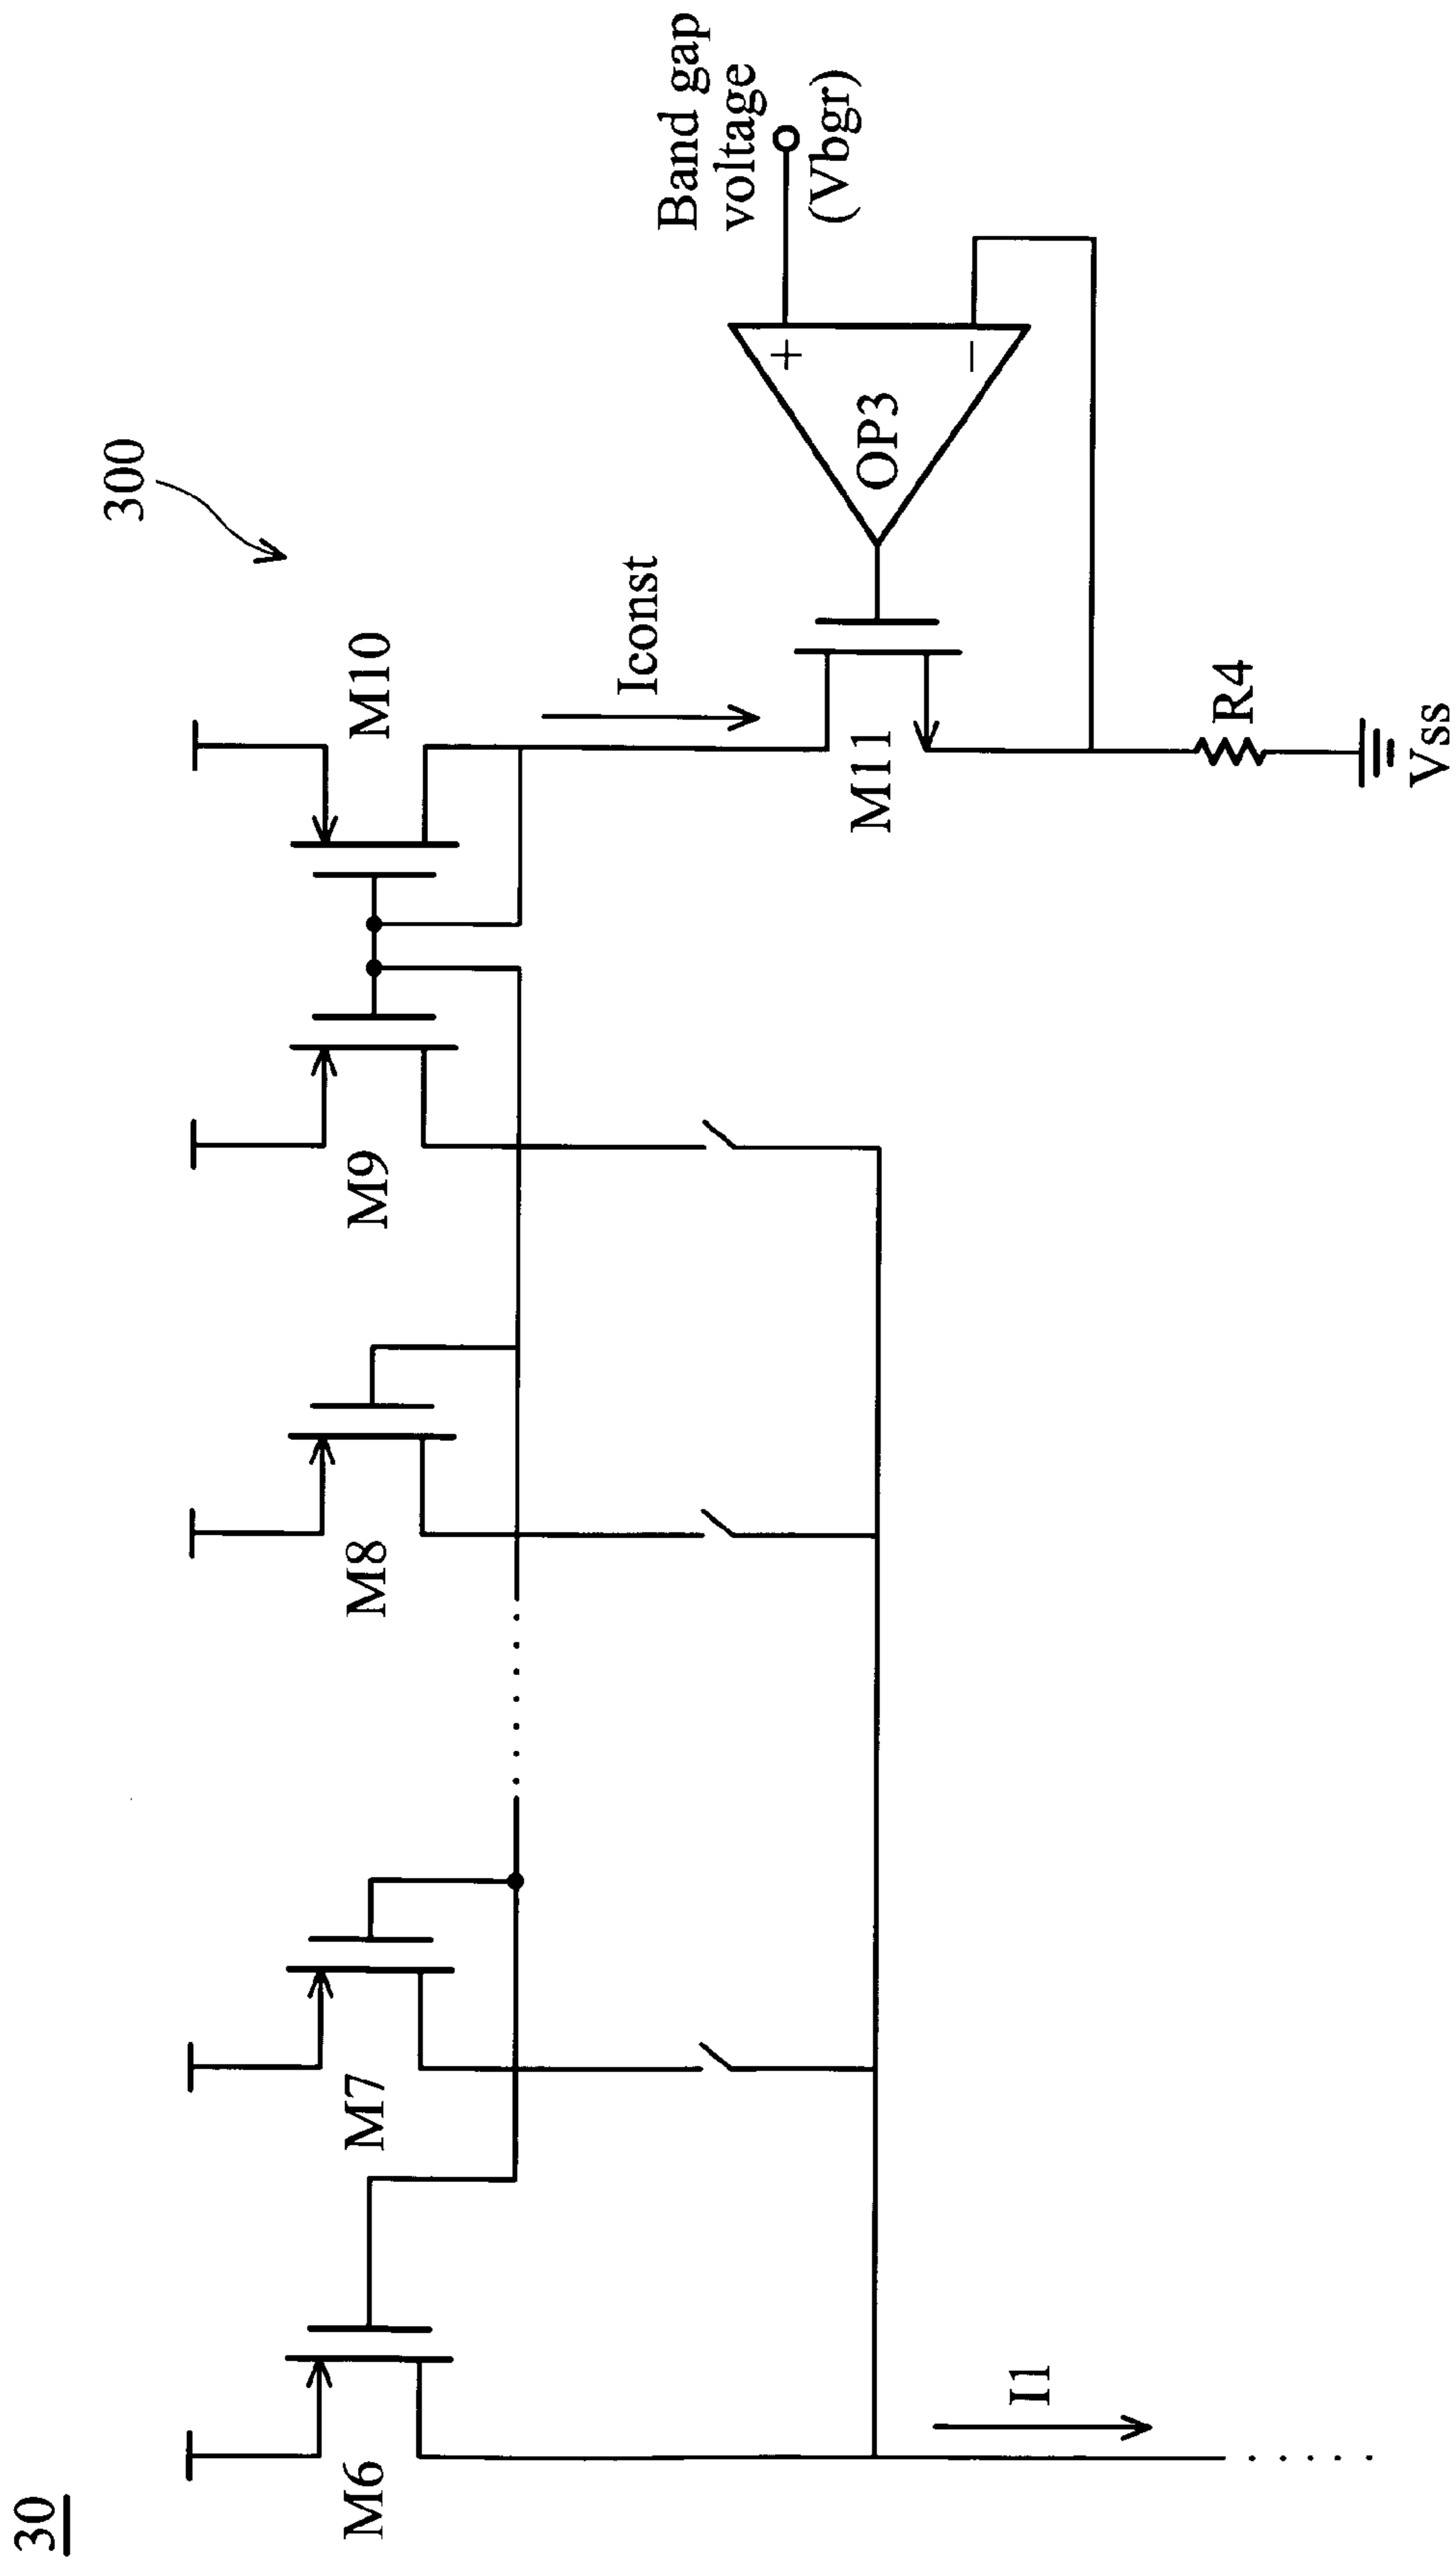 30
300
M6
M7
M8
M9
M10
Iconst
M11
OP3
+
−
Band gap
voltage
(Vbgr)
R4
Vss
I1